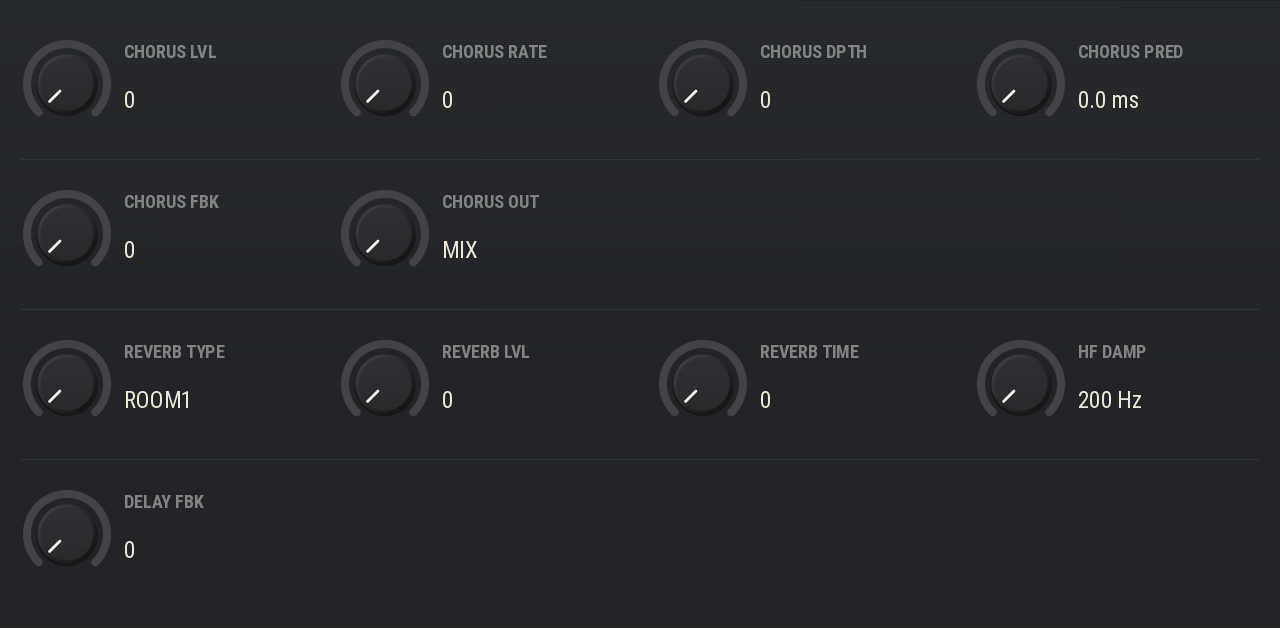 CHORUS LVL
0
CHORUS RATE
0
CHORUS DPTH
0
CHORUS PRED
0.0 ms
CHORUS FBK
0
CHORUS OUT
MIX
REVERB TYPE
ROOM1
REVERB LVL
0
REVERB TIME
0
HF DAMP
200 Hz
DELAY FBK
0